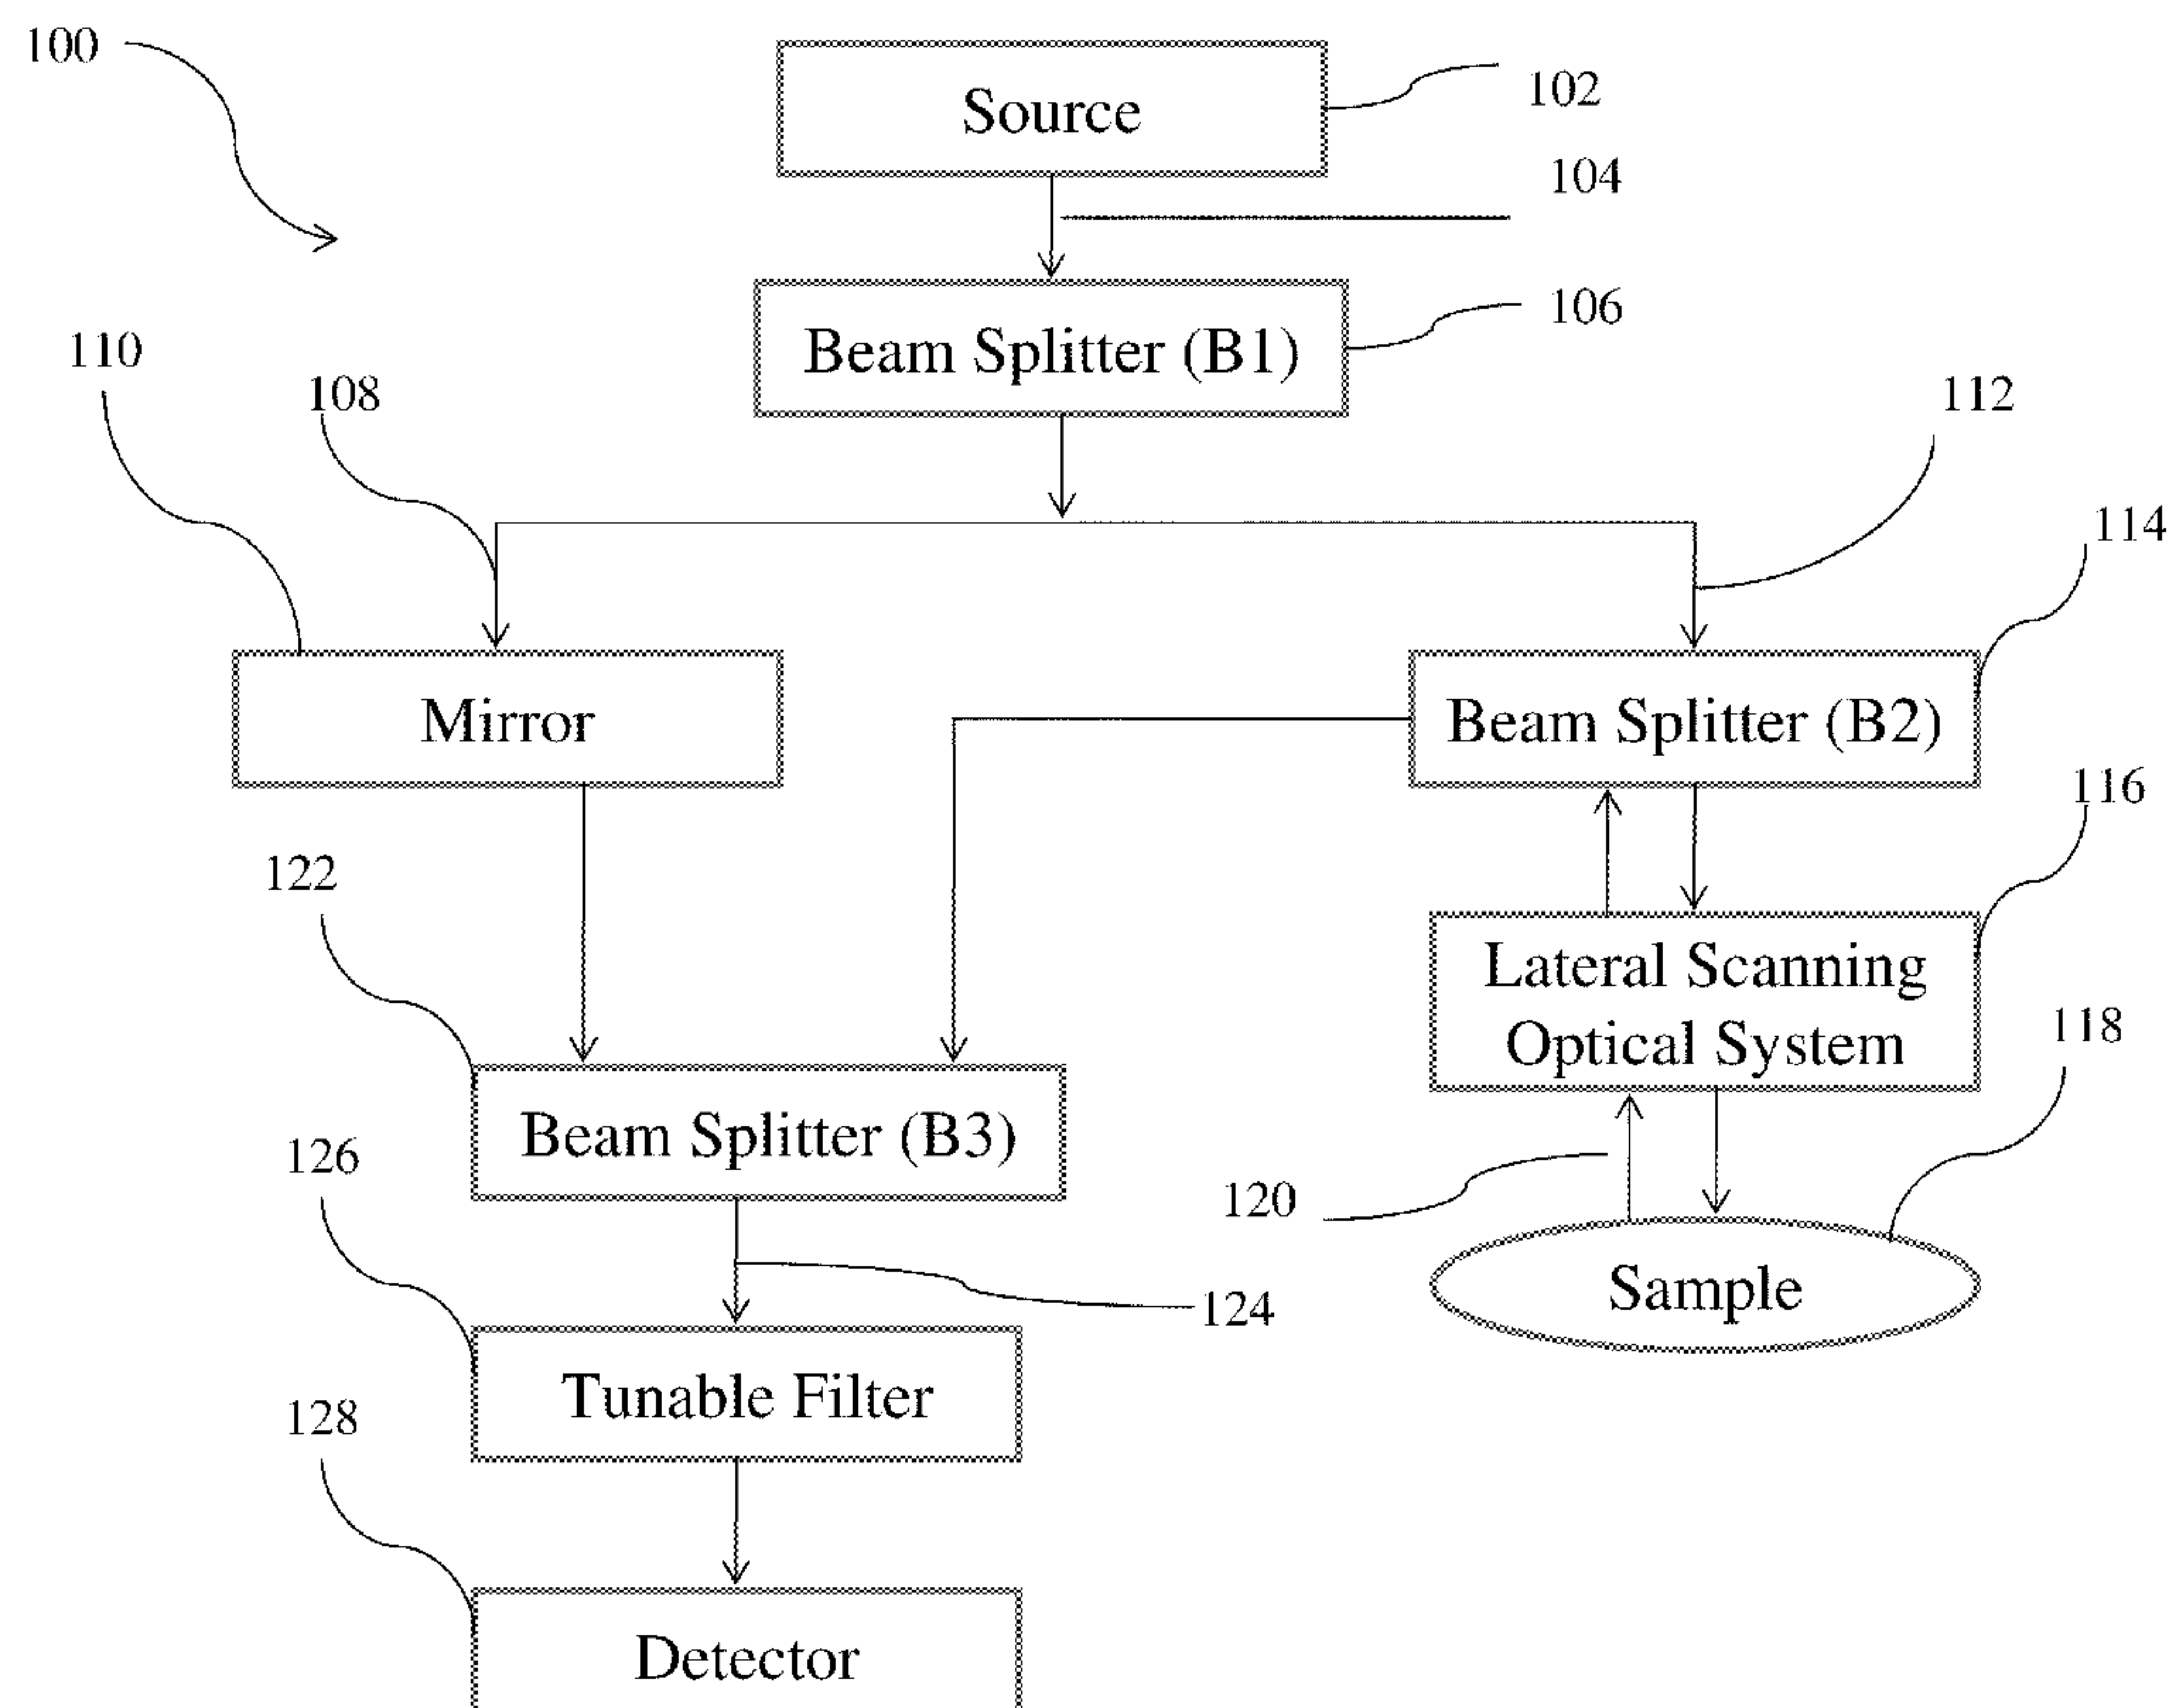 100
Source
102
104
Beam Splitter (B1)
106
110
108
112
114
Mirror
Beam Splitter (B2)
116
122
Lateral Scanning
Optical System
118
Beam Splitter (B3)
126
120
124
Sample
Tunable Filter
128
Detector